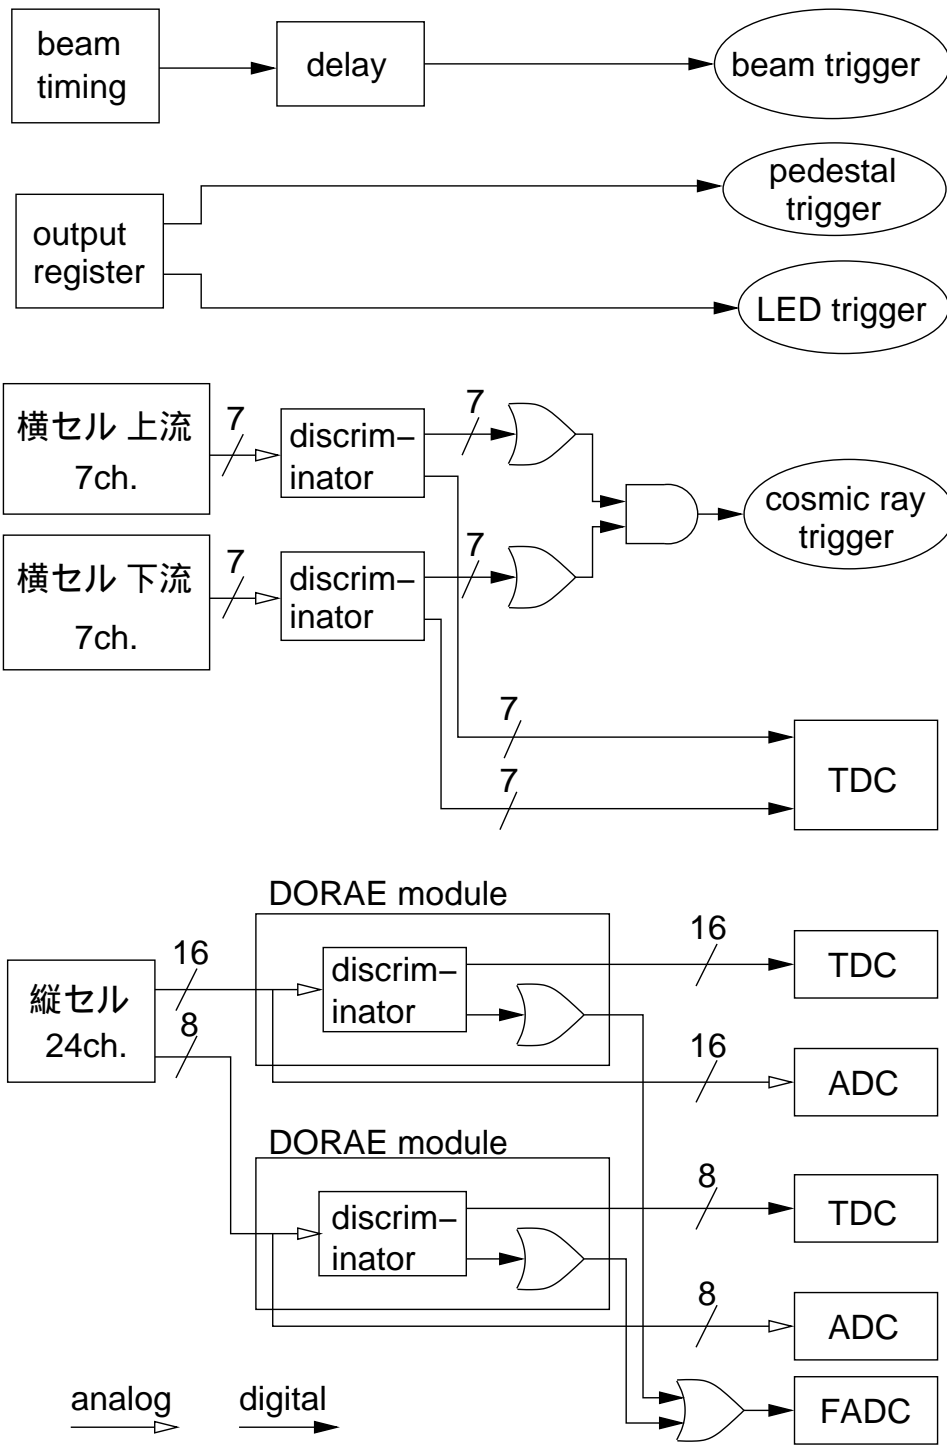 beam
timing
delay
beam trigger
output
register
pedestal
trigger
LED trigger
横セル 上流
7ch.
7
discrim-
inator
7
横セル 下流
7ch.
7
discrim-
inator
7
cosmic ray
trigger
7
7
TDC
縦セル
24ch.
16
8
DORAE module
discrim-
inator
16
TDC
16
ADC
DORAE module
discrim-
inator
8
TDC
8
ADC
FADC
analog
digital